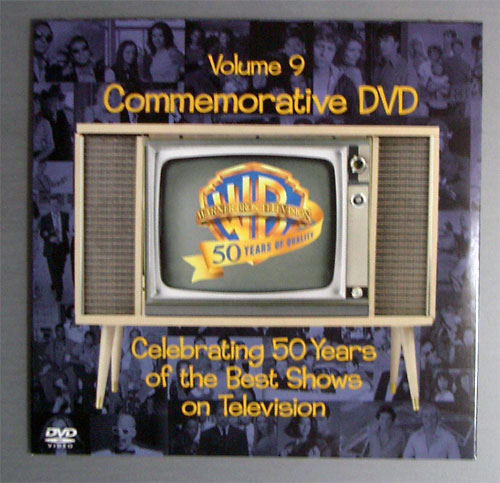 Volume 9
Commemorative DVD
WB
WARNER BROS. TELEVISION
50 YEARS OF QUALITY
Celebrating 50 Years
of the Best Shows
on Television
DVD
VIDEO